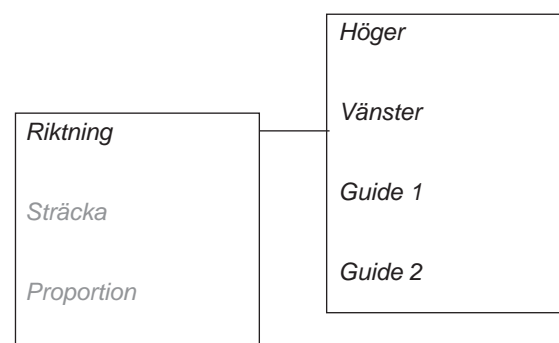 Riktning
Sträcka
Proportion
Höger
Vänster
Guide 1
Guide 2